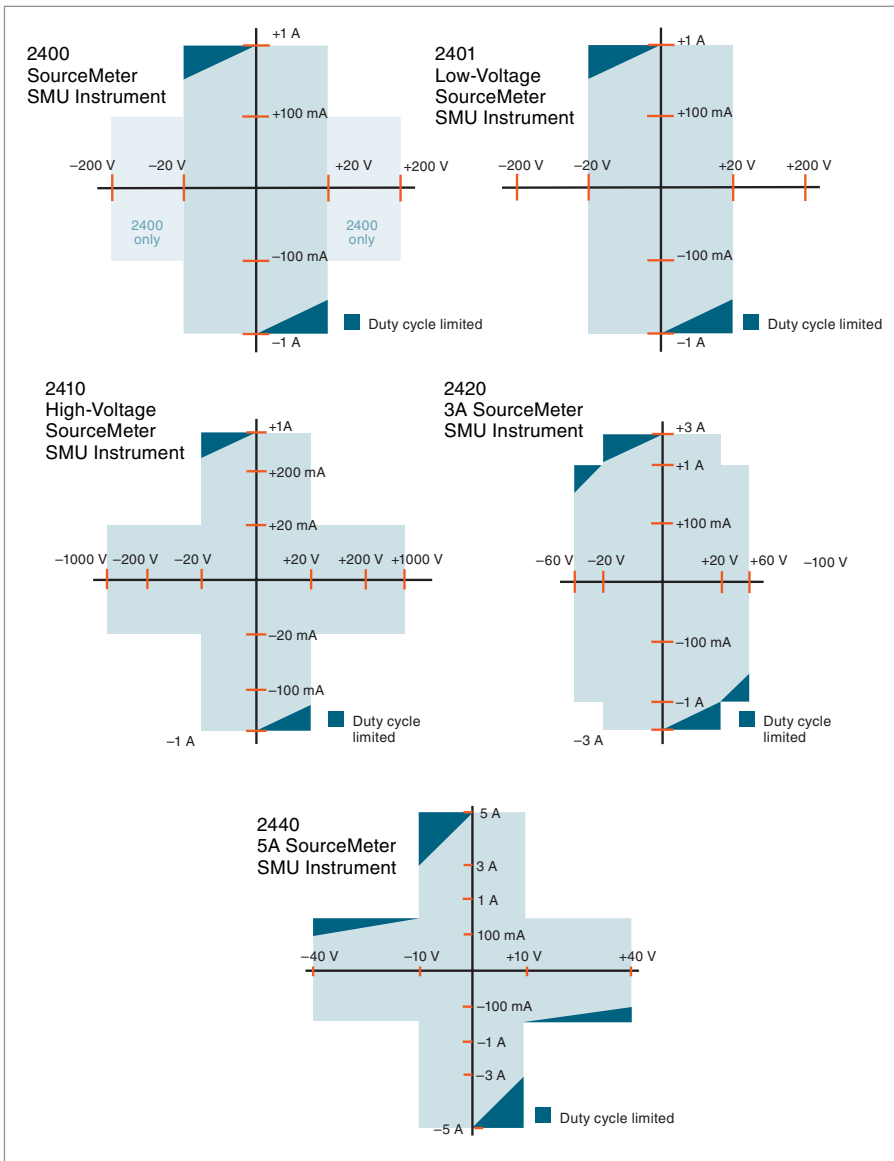 2400
SourceMeter
SMU Instrument
+1 A
+100 mA
–200 V
–20 V
+20 V
+200 V
2400
only
2400
only
–100 mA
Duty cycle limited
–1 A
2401
Low-Voltage
SourceMeter
SMU Instrument
+1 A
+100 mA
–200 V
–20 V
+20 V
+200 V
–100 mA
Duty cycle limited
–1 A
2410
High-Voltage
SourceMeter
SMU Instrument
+1A
+200 mA
+20 mA
–1000 V
–200 V
–20 V
+20 V
+200 V
+1000 V
–20 mA
–100 mA
Duty cycle
limited
–1 A
2420
3A SourceMeter
SMU Instrument
+3 A
+1 A
+100mA
–60 V
–20 V
+20 V
+60 V
–100 V
–100 mA
–1 A
Duty cycle
limited
–3 A
2440
5A SourceMeter
SMU Instrument
5 A
3 A
1 A
100 mA
–40 V
–10 V
+10 V
+40 V
–100 mA
–1 A
–3 A
Duty cycle limited
–5 A